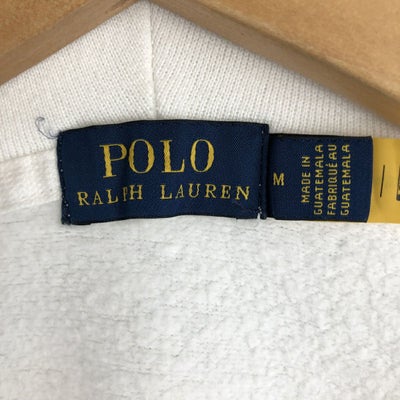 POLO
RALPH LAUREN
M
MADE IN
GUATEMALA
FABRIQUÉ AU
GUATEMALA